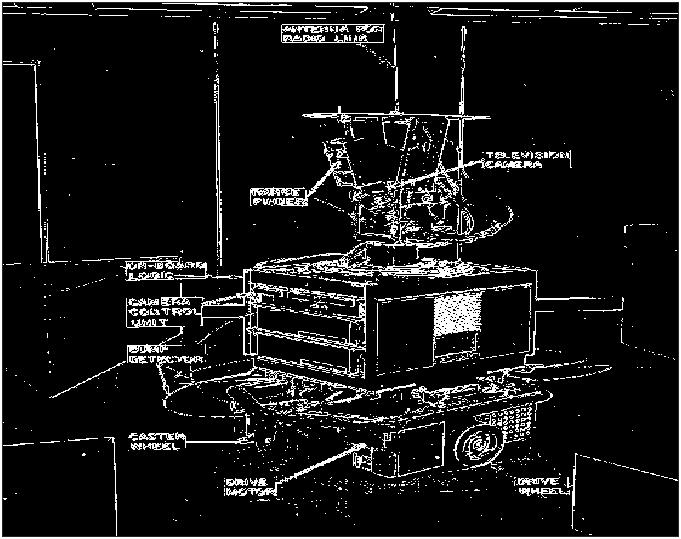 ANTENNA FOR
RADIO LINK
TELEVISION
CAMERA
RANGE
FINDER
ON-BOARD
LOGIC
CAMERA
CONTROL
UNIT
BUMP
DETECTOR
CASTER
WHEEL
DRIVE
MOTOR
DRIVE
WHEEL